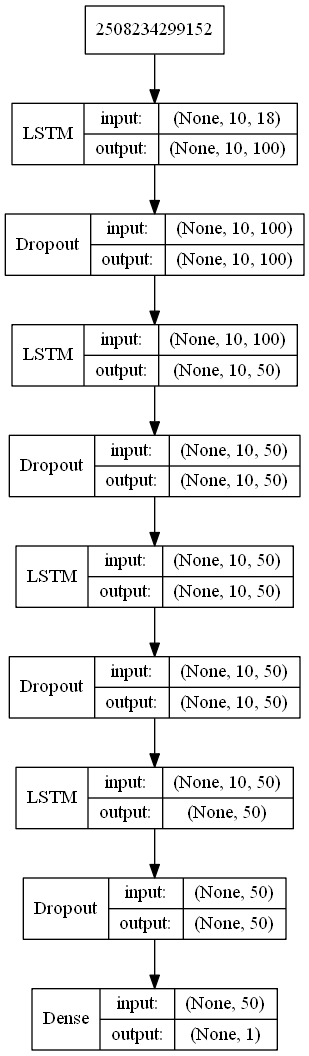 2508234299152
LSTM input: (None, 10, 18)
output: (None, 10, 100)
Dropout input: (None, 10, 100)
output: (None, 10, 100)
LSTM input: (None, 10, 100)
output: (None, 10, 50)
Dropout input: (None, 10, 50)
output: (None, 10, 50)
LSTM input: (None, 10, 50)
output: (None, 10, 50)
Dropout input: (None, 10, 50)
output: (None, 10, 50)
LSTM input: (None, 10, 50)
output: (None, 50)
Dropout input: (None, 50)
output: (None, 50)
Dense input: (None, 50)
output: (None, 1)